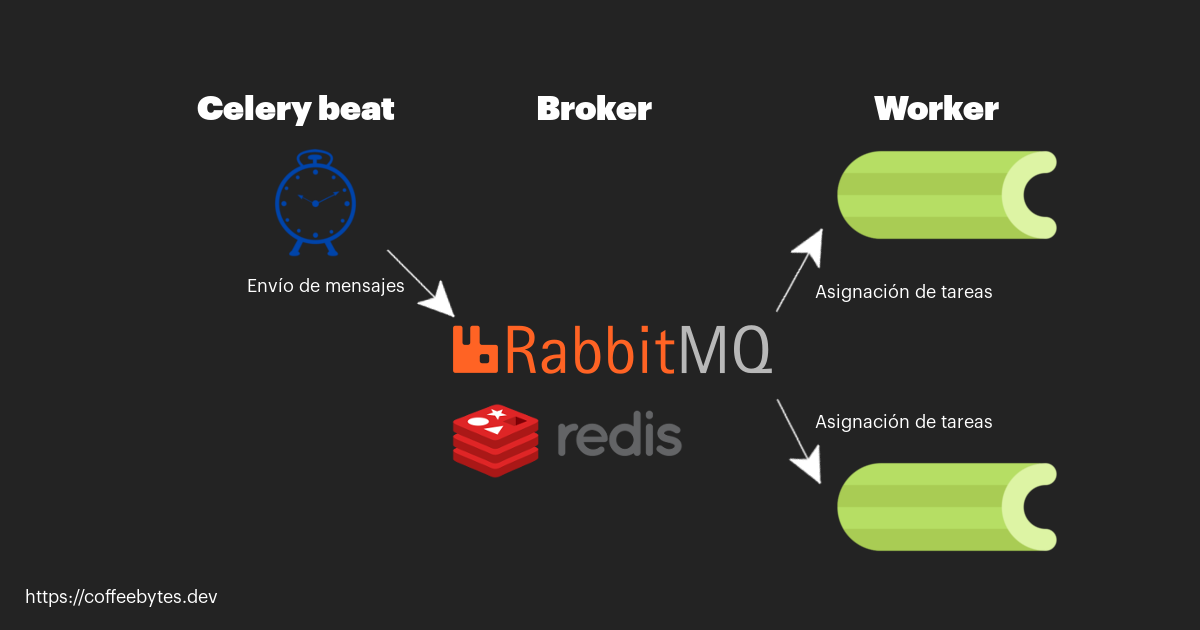 Celery beat
Broker
Worker
Envío de mensajes
Asignación de tareas
RabbitMQ
redis
Asignación de tareas
https://coffeebytes.dev